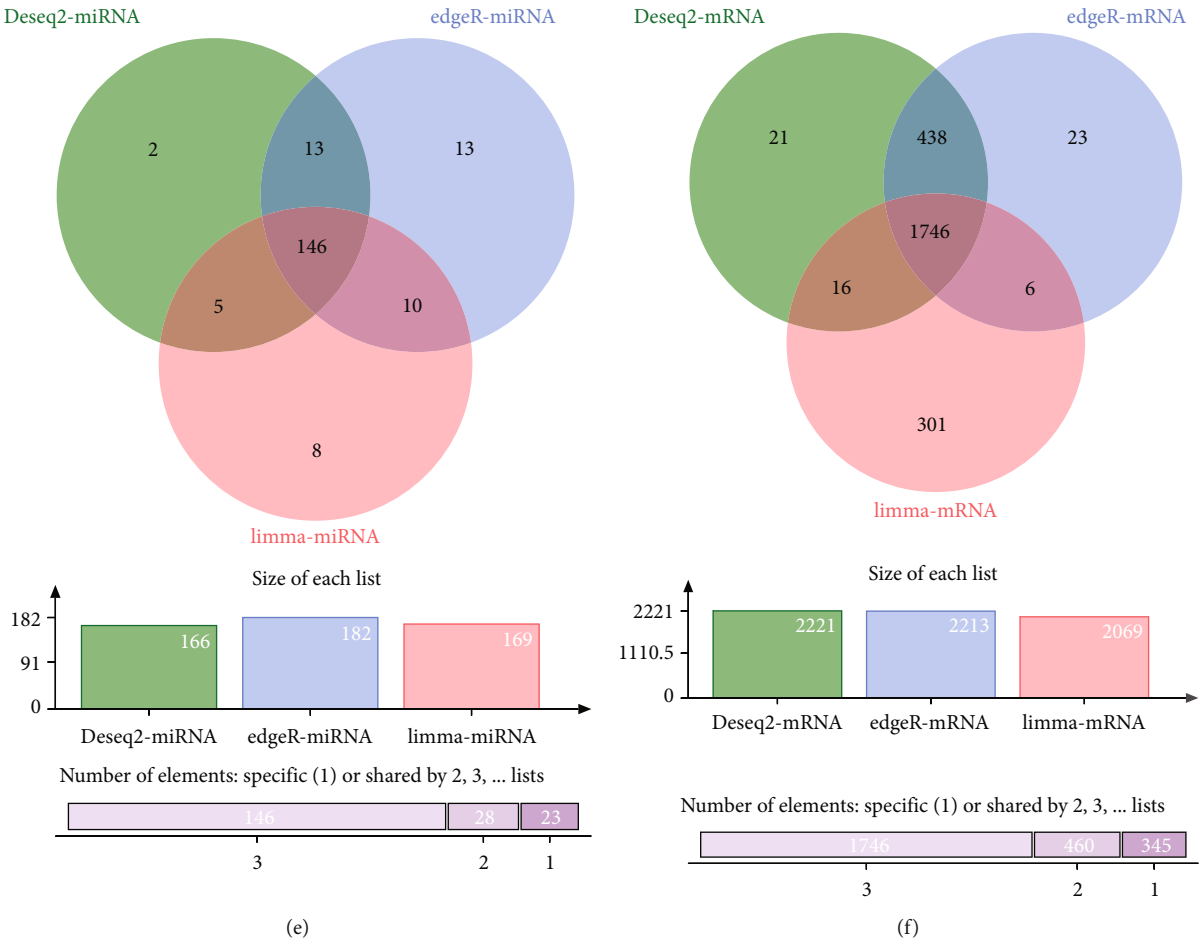 Deseq2-miRNA
edgeR-miRNA
2
13
13
146
5
10
8
limma-miRNA
Size of each list
182
91
0
166
182
169
Deseq2-miRNA
edgeR-miRNA
limma-miRNA
Number of elements: specific (1) or shared by 2, 3, ... lists
146
28
23
3
2
1
(e)
Deseq2-mRNA
edgeR-mRNA
21
438
23
1746
16
6
301
limma-mRNA
Size of each list
2221
1110.5
0
2221
2213
2069
Deseq2-mRNA
edgeR-mRNA
limma-mRNA
Number of elements: specific (1) or shared by 2, 3, ... lists
1746
460
345
3
2
1
(f)